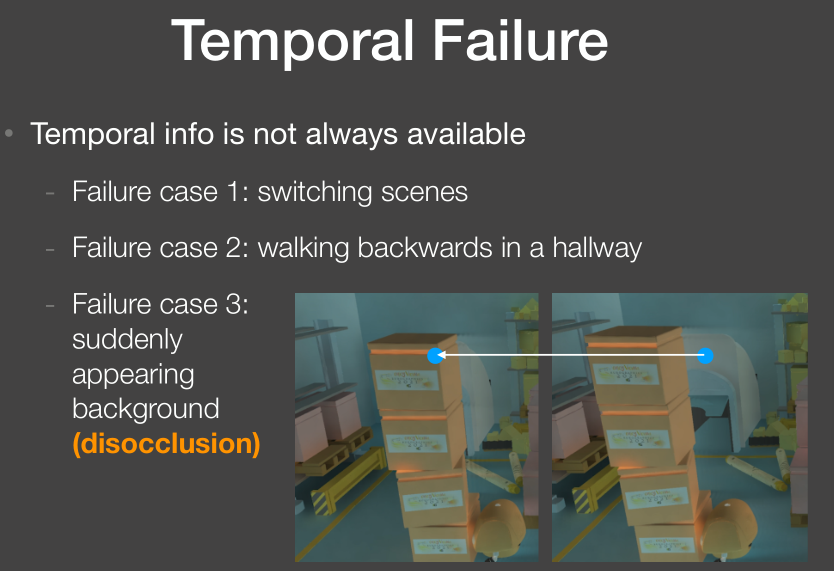 Temporal Failure
• Temporal info is not always available
- Failure case 1: switching scenes
- Failure case 2: walking backwards in a hallway
- Failure case 3:
suddenly
appearing
background
(disocclusion)